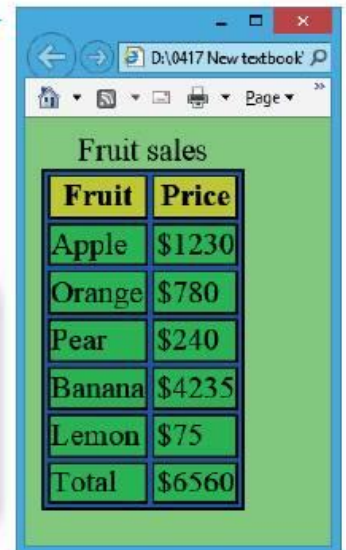 D:\0417 New textbook\
Page
»
Fruit sales
Fruit Price
Apple $1230
Orange $780
Pear $240
Banana $4235
Lemon $75
Total $6560